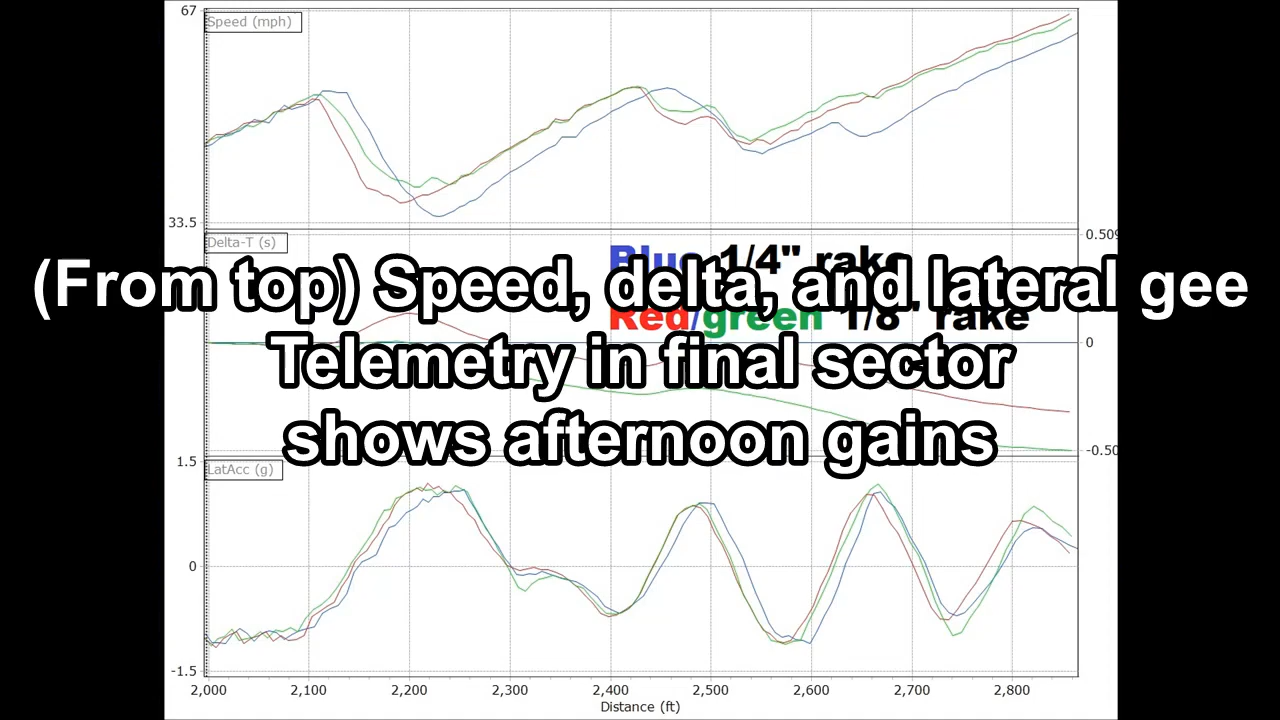 67
Speed (mph)
33.5
Delta-T (s)
0.509
Blue 1/4" rake
(From top) Speed, delta, and lateral gee
Red/green 1/8" rake
0
Telemetry in final sector
shows afternoon gains
-0.50
1.5
LatAcc (g)
0
-1.5
2,000 2,100 2,200 2,300 2,400 2,500 2,600 2,700 2,800
Distance (ft)